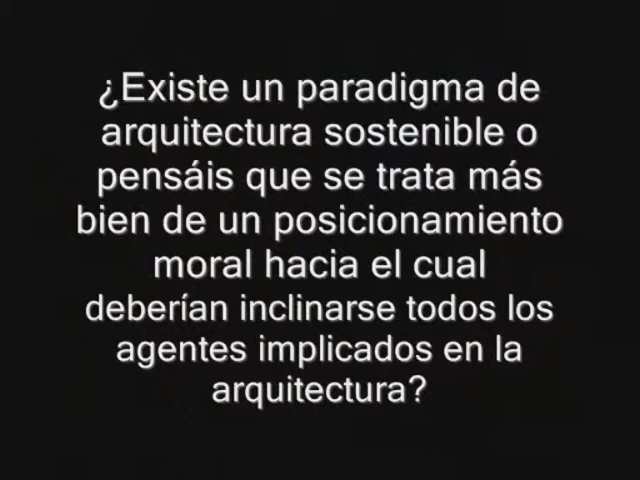 ¿Existe un paradigma de
arquitectura sostenible o
pensáis que se trata más
bien de un posicionamiento
moral hacia el cual
deberían inclinarse todos los
agentes implicados en la
arquitectura?